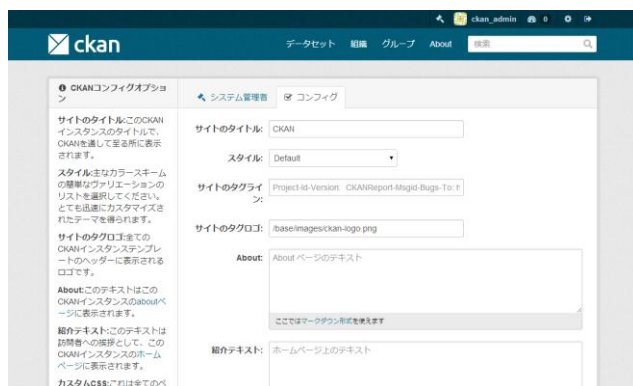 ckan_admin 0
ckan
データセット 組織 グループ About 検索
CKANコンフィグオプショ
ン
サイトのタイトル:このCKAN
インスタンスのタイトルで、
CKANを通して至る所に表示
されます。
スタイル:主なカラースキーム
の簡単なヴァリエーションの
リストを選択してください。
とても迅速にカスタマイズさ
れたテーマを得られます。
サイトのタグロゴ:全ての
CKANインスタンステンプレ
ートのヘッダーに表示される
ロゴです。
About:このテキストはこの
CKANインスタンスのaboutペ
ージに表示されます。
紹介テキスト:このテキストは
訪問者への挨拶として、この
CKANインスタンスのホーム
ページに表示されます。
カスタムCSS:これは全てのペ
システム管理者 コンフィグ
サイトのタイトル: CKAN
スタイル: Default
サイトのタグライ
ン:
Project-Id-Version: CKANReport-Msgid-Bugs-To:
サイトのタグロゴ: /base/images/ckan-logo.png
About: About ページのテキスト
ここではマークダウン形式を使えます
紹介テキスト: ホームページ上のテキスト